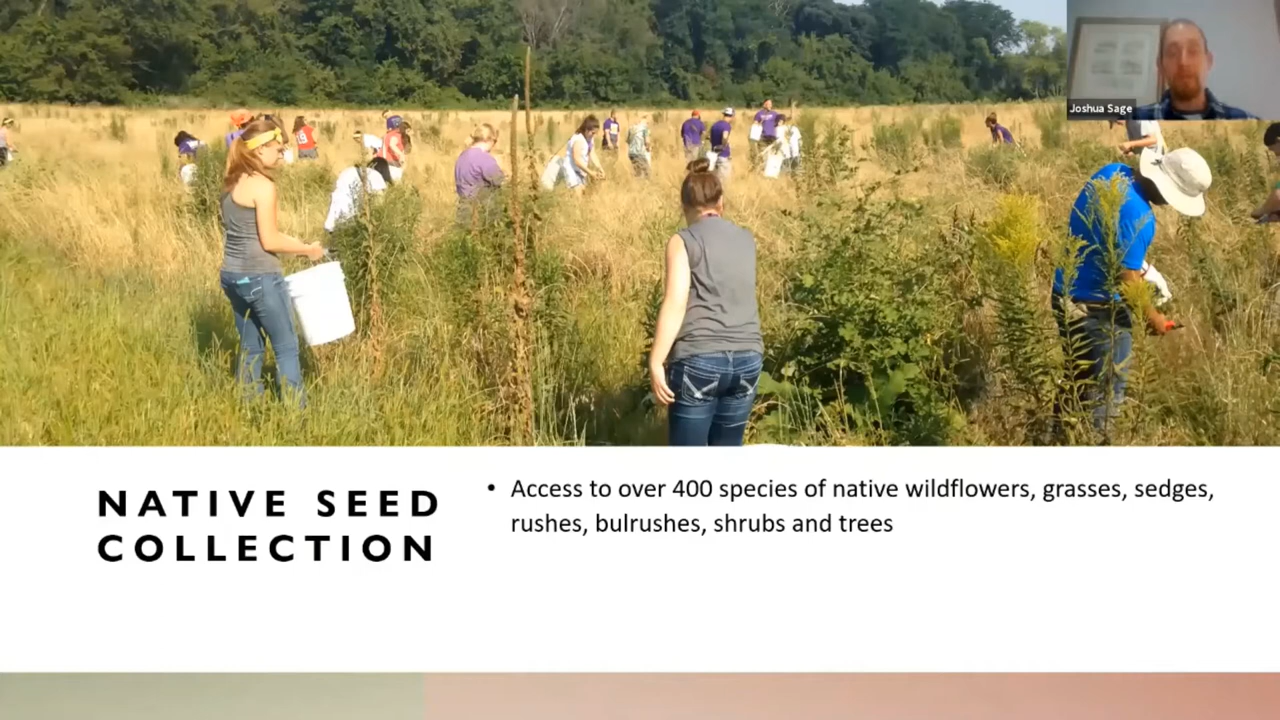 Joshua Sage
NATIVE SEED
COLLECTION
• Access to over 400 species of native wildflowers, grasses, sedges,
rushes, bulrushes, shrubs and trees